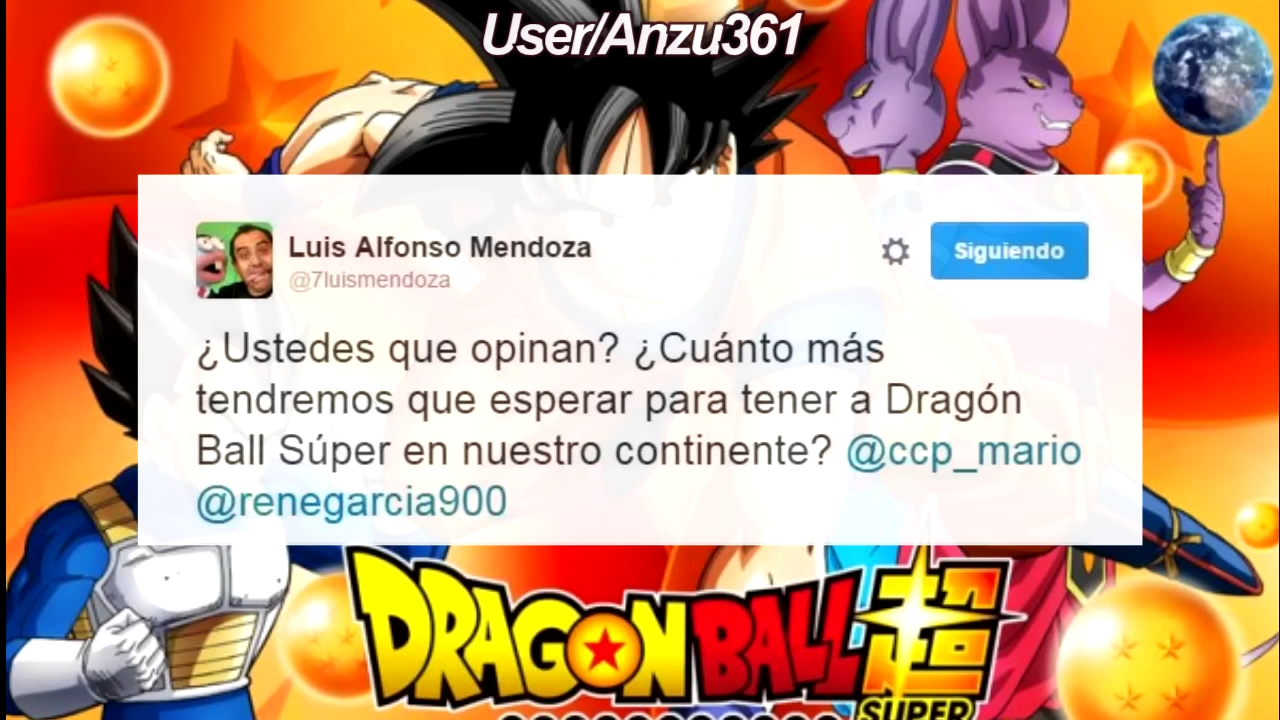 User/Anzu361
Luis Alfonso Mendoza
@7luismendoza
Siguiendo
¿Ustedes que opinan? ¿Cuánto más
tendremos que esperar para tener a Dragón
Ball Súper en nuestro continente? @ccp_mario
@renegarcia900
DRAGON BALL 超
SUPER